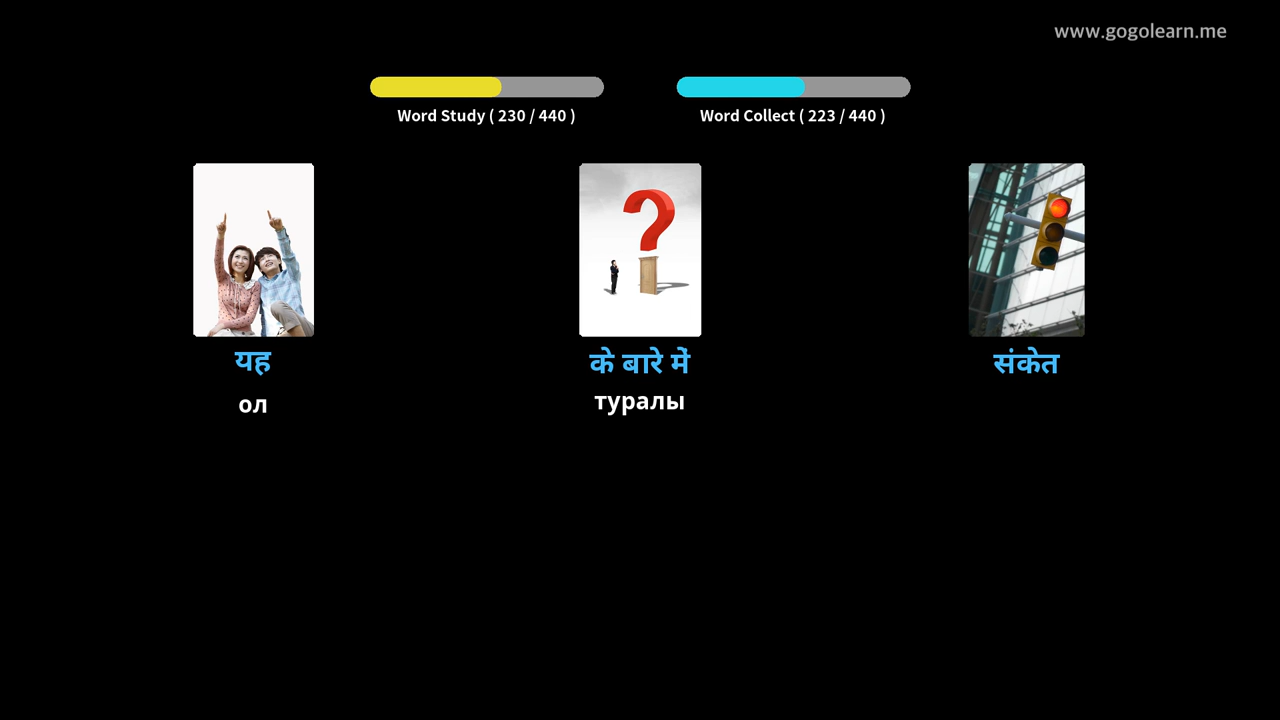 www.gogolearn.me
Word Study ( 230 / 440 )
Word Collect ( 223 / 440 )
यह
के बारे में
संकेत
ол
туралы